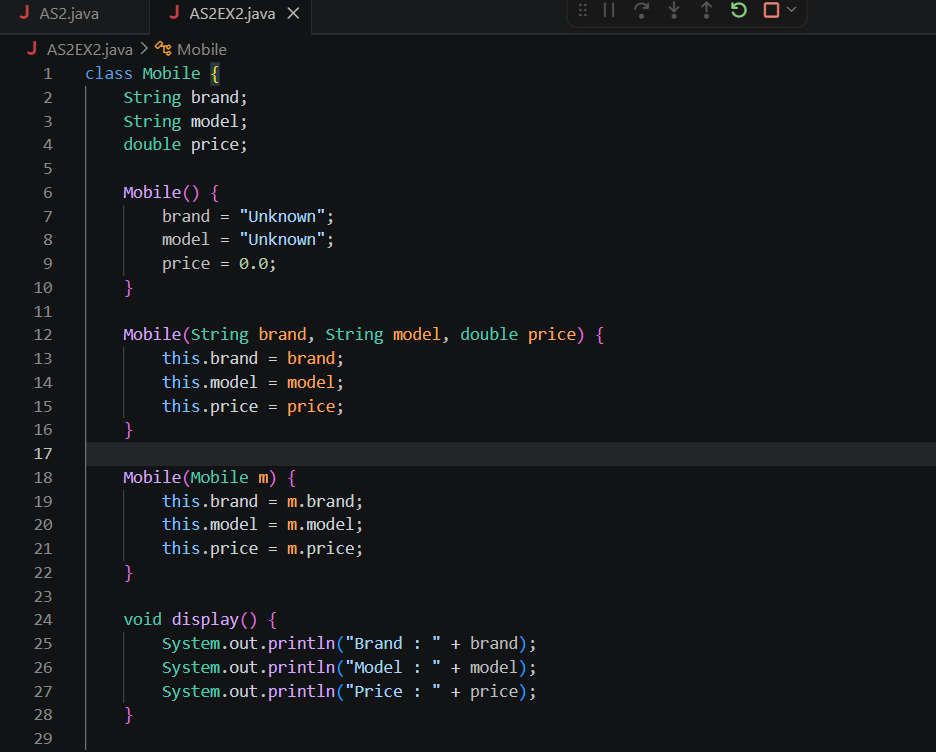 AS2.java
AS2EX2.java
AS2EX2.java > Mobile
1 class Mobile {
2     String brand;
3     String model;
4     double price;
5
6     Mobile() {
7         brand = "Unknown";
8         model = "Unknown";
9         price = 0.0;
10     }
11
12     Mobile(String brand, String model, double price) {
13         this.brand = brand;
14         this.model = model;
15         this.price = price;
16     }
17
18     Mobile(Mobile m) {
19         this.brand = m.brand;
20         this.model = m.model;
21         this.price = m.price;
22     }
23
24     void display() {
25         System.out.println("Brand : " + brand);
26         System.out.println("Model : " + model);
27         System.out.println("Price : " + price);
28     }
29